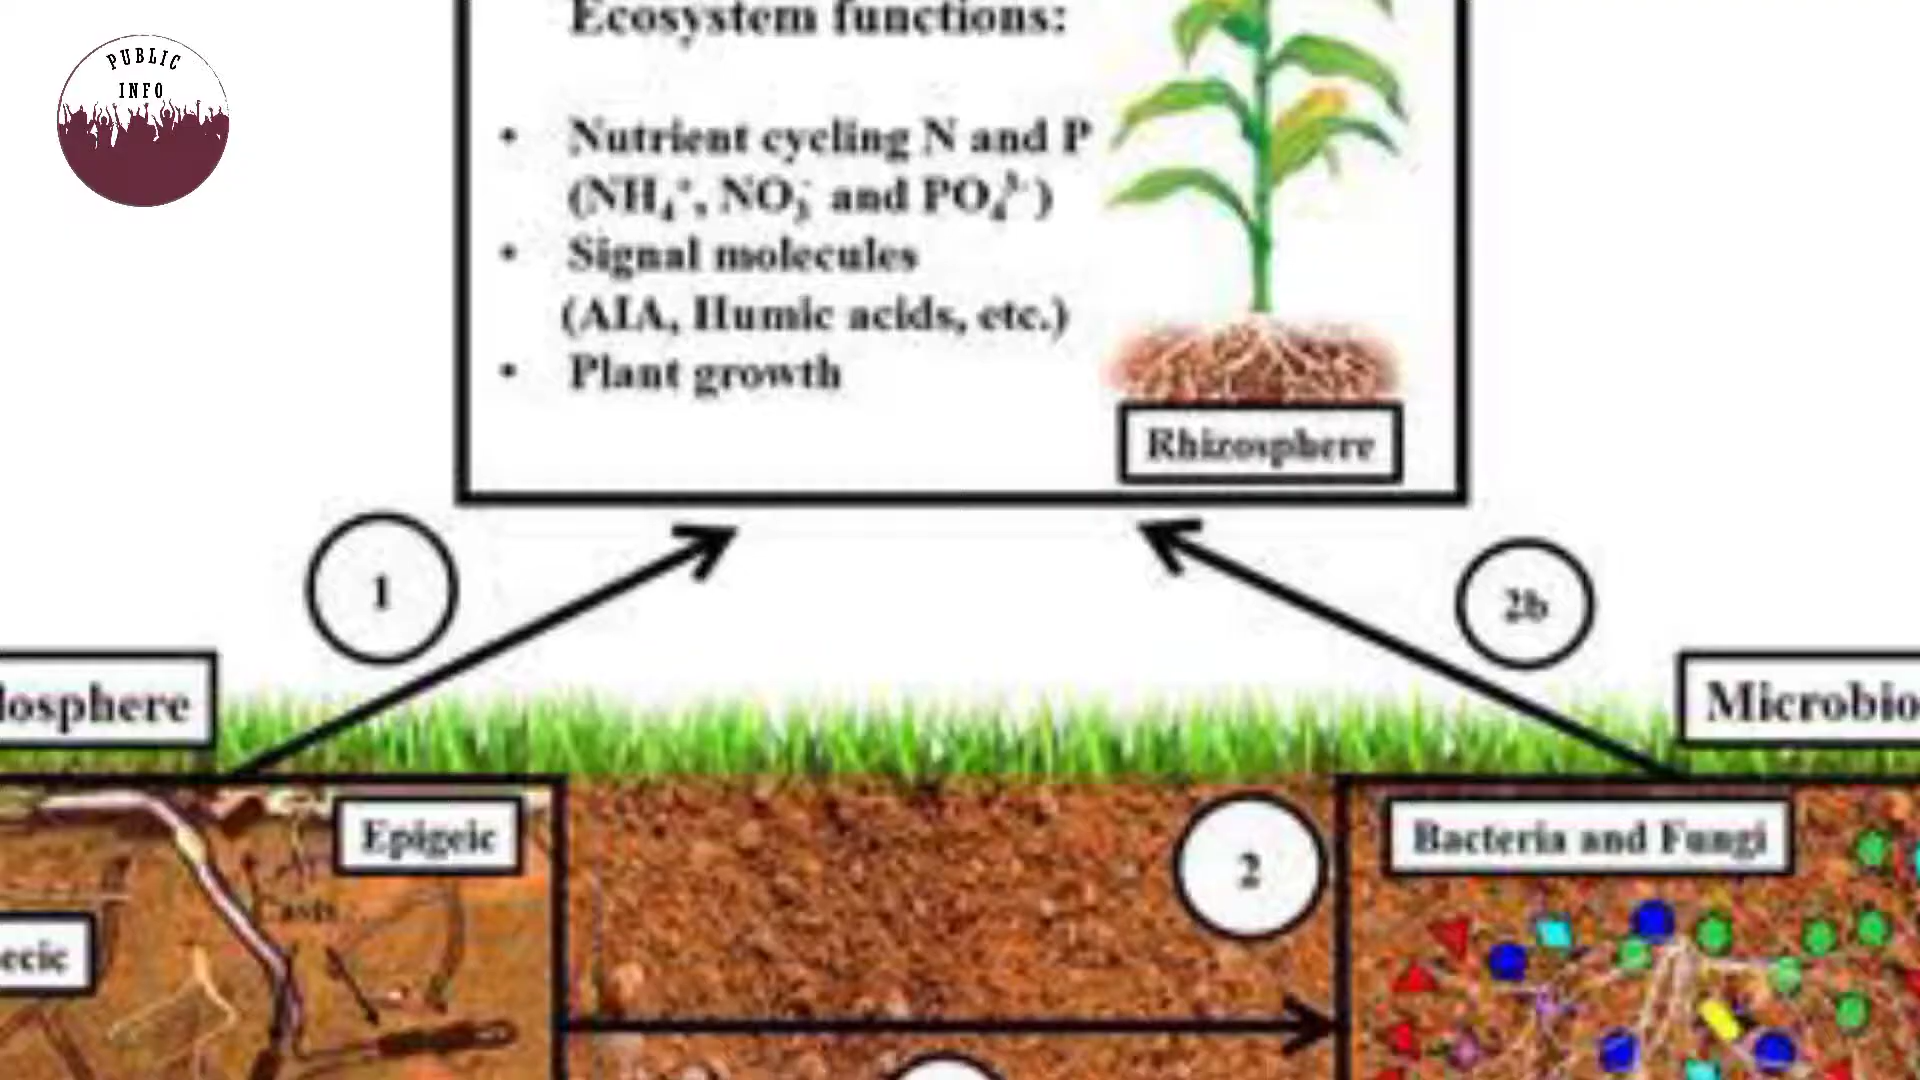 PUBLIC
INFO
Ecosystem functions:
• Nutrient cycling N and P
(NH₄⁺, NO₃⁻ and PO₄³⁻)
• Signal molecules
(AIA, Humic acids, etc.)
• Plant growth
Rhizosphere
1
2b
losphere
Microbio
Epigeic
2
Bacteria and Fungi
Casts
ecic